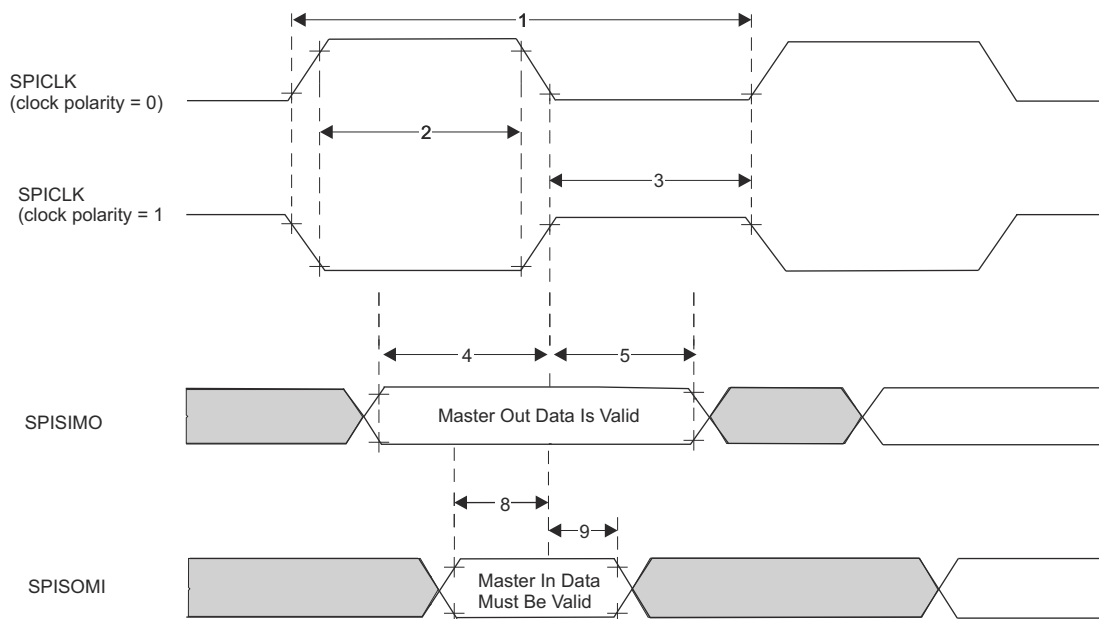 1
SPICLK
(clock polarity = 0)
2
3
SPICLK
(clock polarity = 1
4
5
SPISIMO
Master Out Data Is Valid
8
9
SPISOMI
Master In Data
Must Be Valid